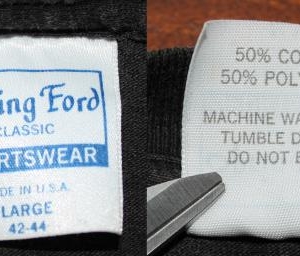 ing Ford
CLASSIC
RTSWEAR
DE IN U.S.A.
LARGE
42-44
50% CO
50% POLY
MACHINE WA
TUMBLE D
DO NOT B